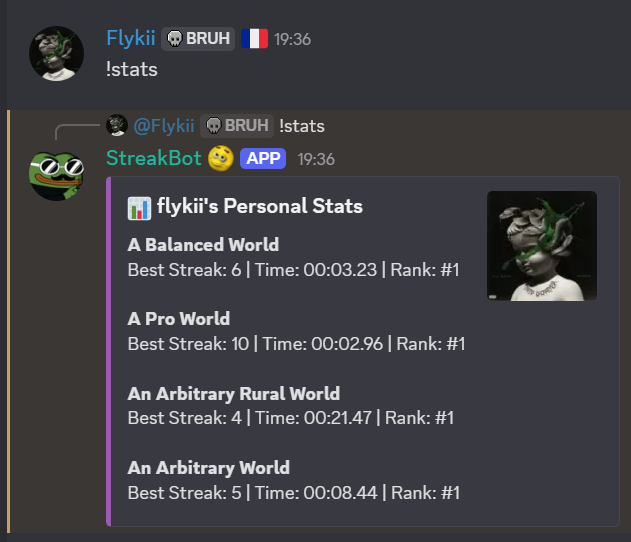 Flykii BRUH 19:36
!stats
@Flykii BRUH !stats
StreakBot APP 19:36
flykii's Personal Stats
A Balanced World
Best Streak: 6 | Time: 00:03.23 | Rank: #1
A Pro World
Best Streak: 10 | Time: 00:02.96 | Rank: #1
An Arbitrary Rural World
Best Streak: 4 | Time: 00:21.47 | Rank: #1
An Arbitrary World
Best Streak: 5 | Time: 00:08.44 | Rank: #1